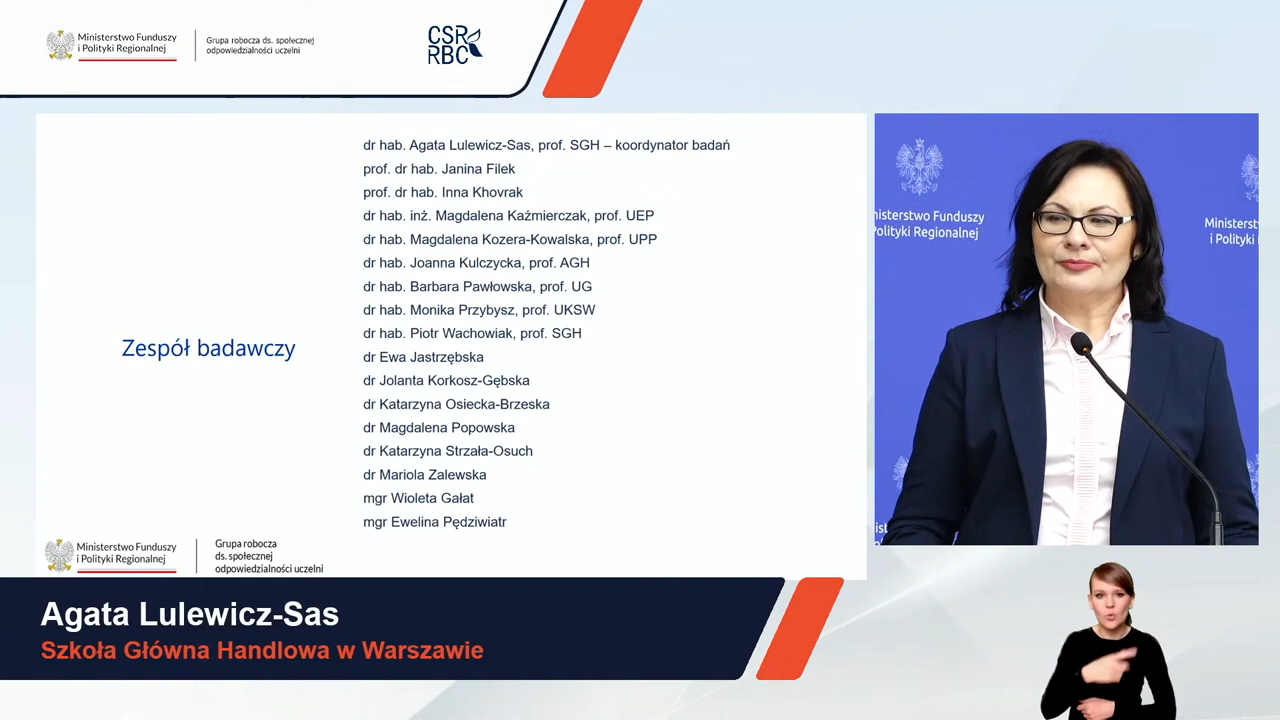 Ministerstwo Funduszy
i Polityki Regionalnej
Grupa robocza ds. społecznej
odpowiedzialności uczelni
CSR
RBC
dr hab. Agata Lulewicz-Sas, prof. SGH – koordynator badań
prof. dr hab. Janina Filek
prof. dr hab. Inna Khovrak
dr hab. inż. Magdalena Kaźmierczak, prof. UEP
dr hab. Magdalena Kozera-Kowalska, prof. UPP
dr hab. Joanna Kulczycka, prof. AGH
dr hab. Barbara Pawłowska, prof. UG
dr hab. Monika Przybysz, prof. UKSW
dr hab. Piotr Wachowiak, prof. SGH
dr Ewa Jastrzębska
dr Jolanta Korkosz-Gębska
dr Katarzyna Osiecka-Brzeska
dr Magdalena Popowska
dr Katarzyna Strzała-Osuch
dr Mariola Zalewska
mgr Wioleta Gałat
mgr Ewelina Pędziwiatr
Zespół badawczy
Ministerstwo Funduszy
i Polityki Regionalnej
Grupa robocza
ds. społecznej
odpowiedzialności uczelni
inisterstwo Funduszy
Polityki Regionalnej
Ministerst
i Polityki
Agata Lulewicz-Sas
Szkoła Główna Handlowa w Warszawie